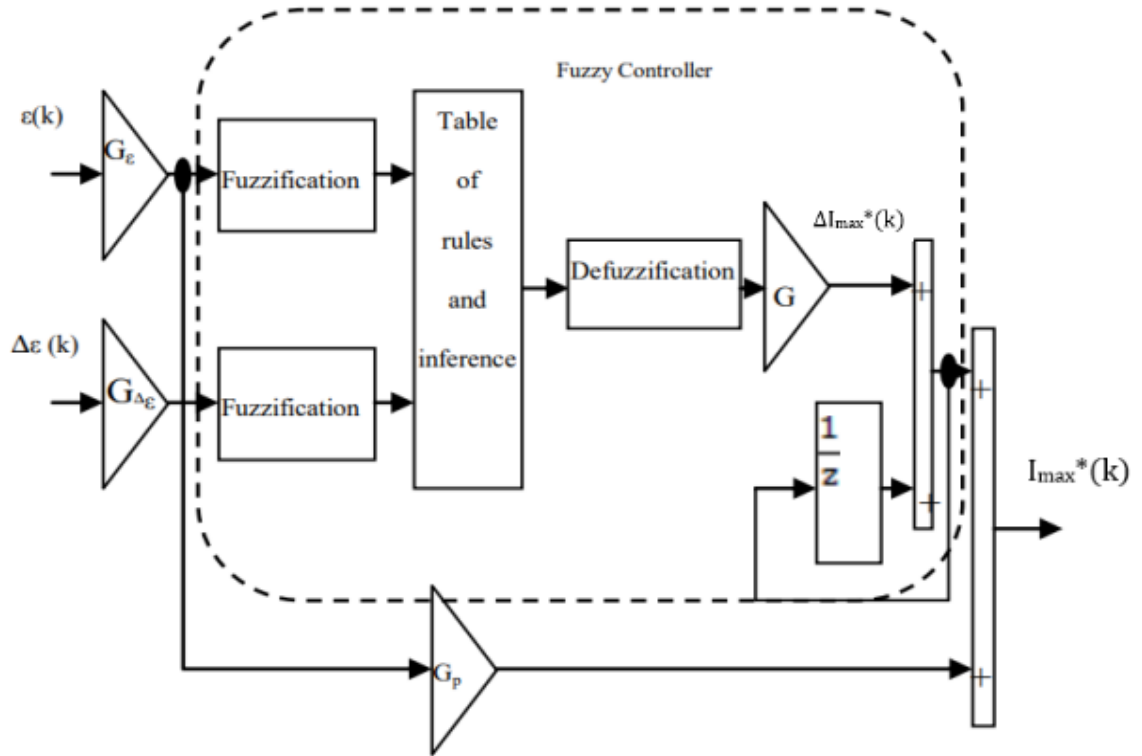 Fuzzy Controller
ε(k)
Gε
Fuzzification
Table
of
rules
and
inference
Defuzzification
G
ΔImax*(k)
+
+
Δε (k)
GΔε
Fuzzification
1
z
+
Imax*(k)
Gp
+